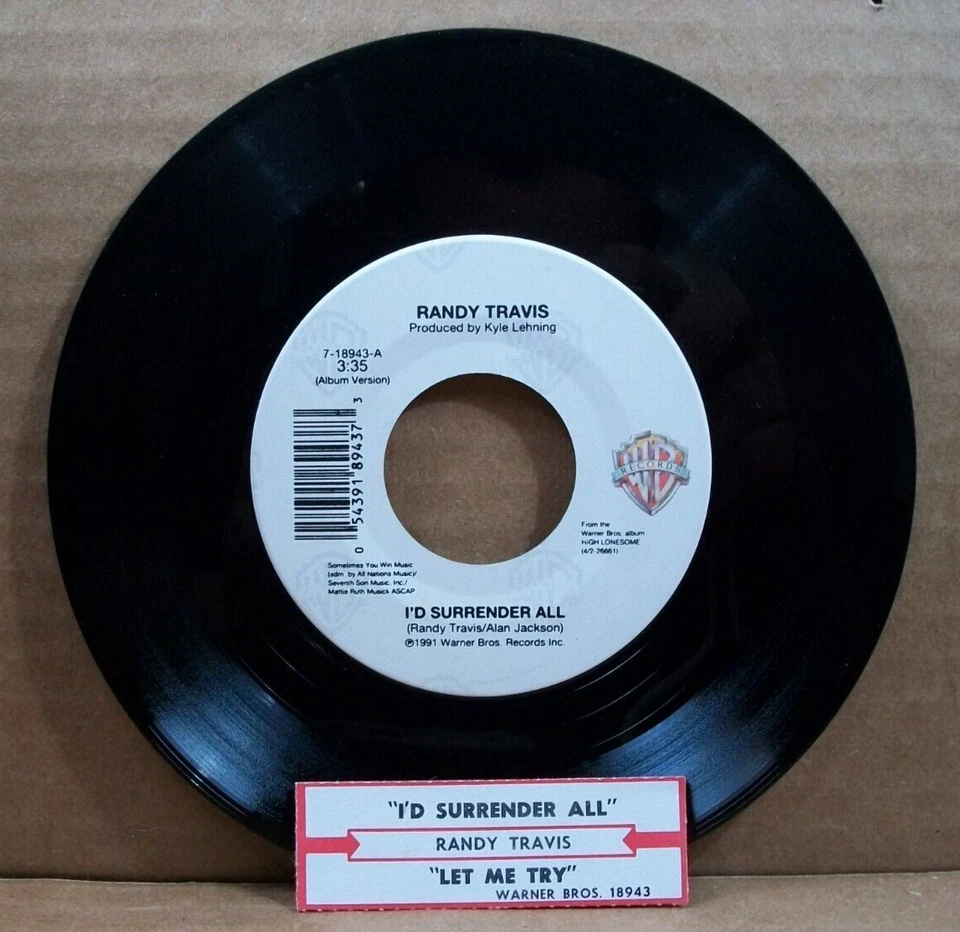 RANDY TRAVIS
Produced by Kyle Lehning
7-18943-A
3:35
(Album Version)
0 54391 89437 3
RECORDS
From the
Warner Bros. album
HIGH LONESOME
(4/2-26661)
Sometimes You Win Music
(adm. by All Nations Music)/
Seventh Son Music, Inc./
Mattie Ruth Musick ASCAP
I'D SURRENDER ALL
(Randy Travis/Alan Jackson)
℗1991 Warner Bros. Records Inc.
"I'D SURRENDER ALL"
RANDY TRAVIS
"LET ME TRY"
WARNER BROS. 18943